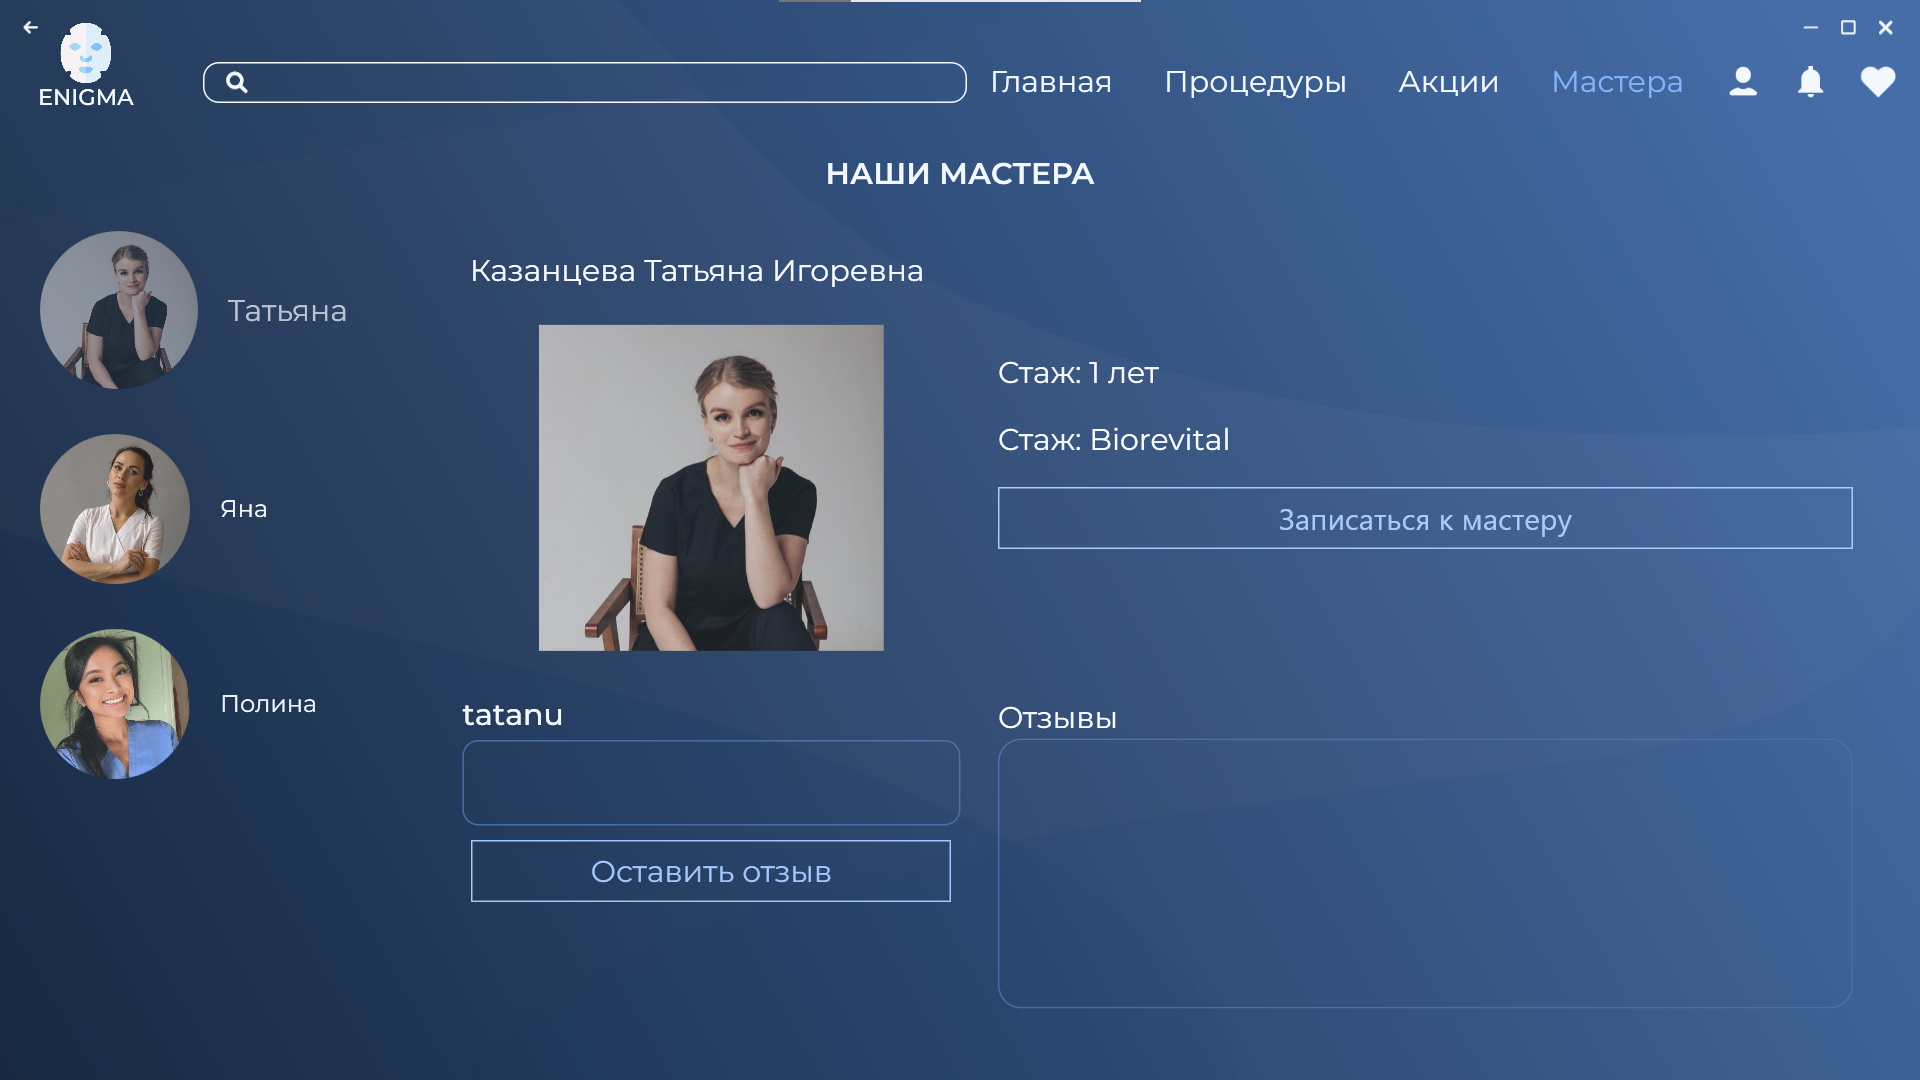 ENIGMA
Главная
Процедуры
Акции
Мастера
НАШИ МАСТЕРА
Татьяна
Яна
Полина
Казанцева Татьяна Игоревна
Стаж: 1 лет
Стаж: Biorevital
Записаться к мастеру
tatanu
Оставить отзыв
Отзывы